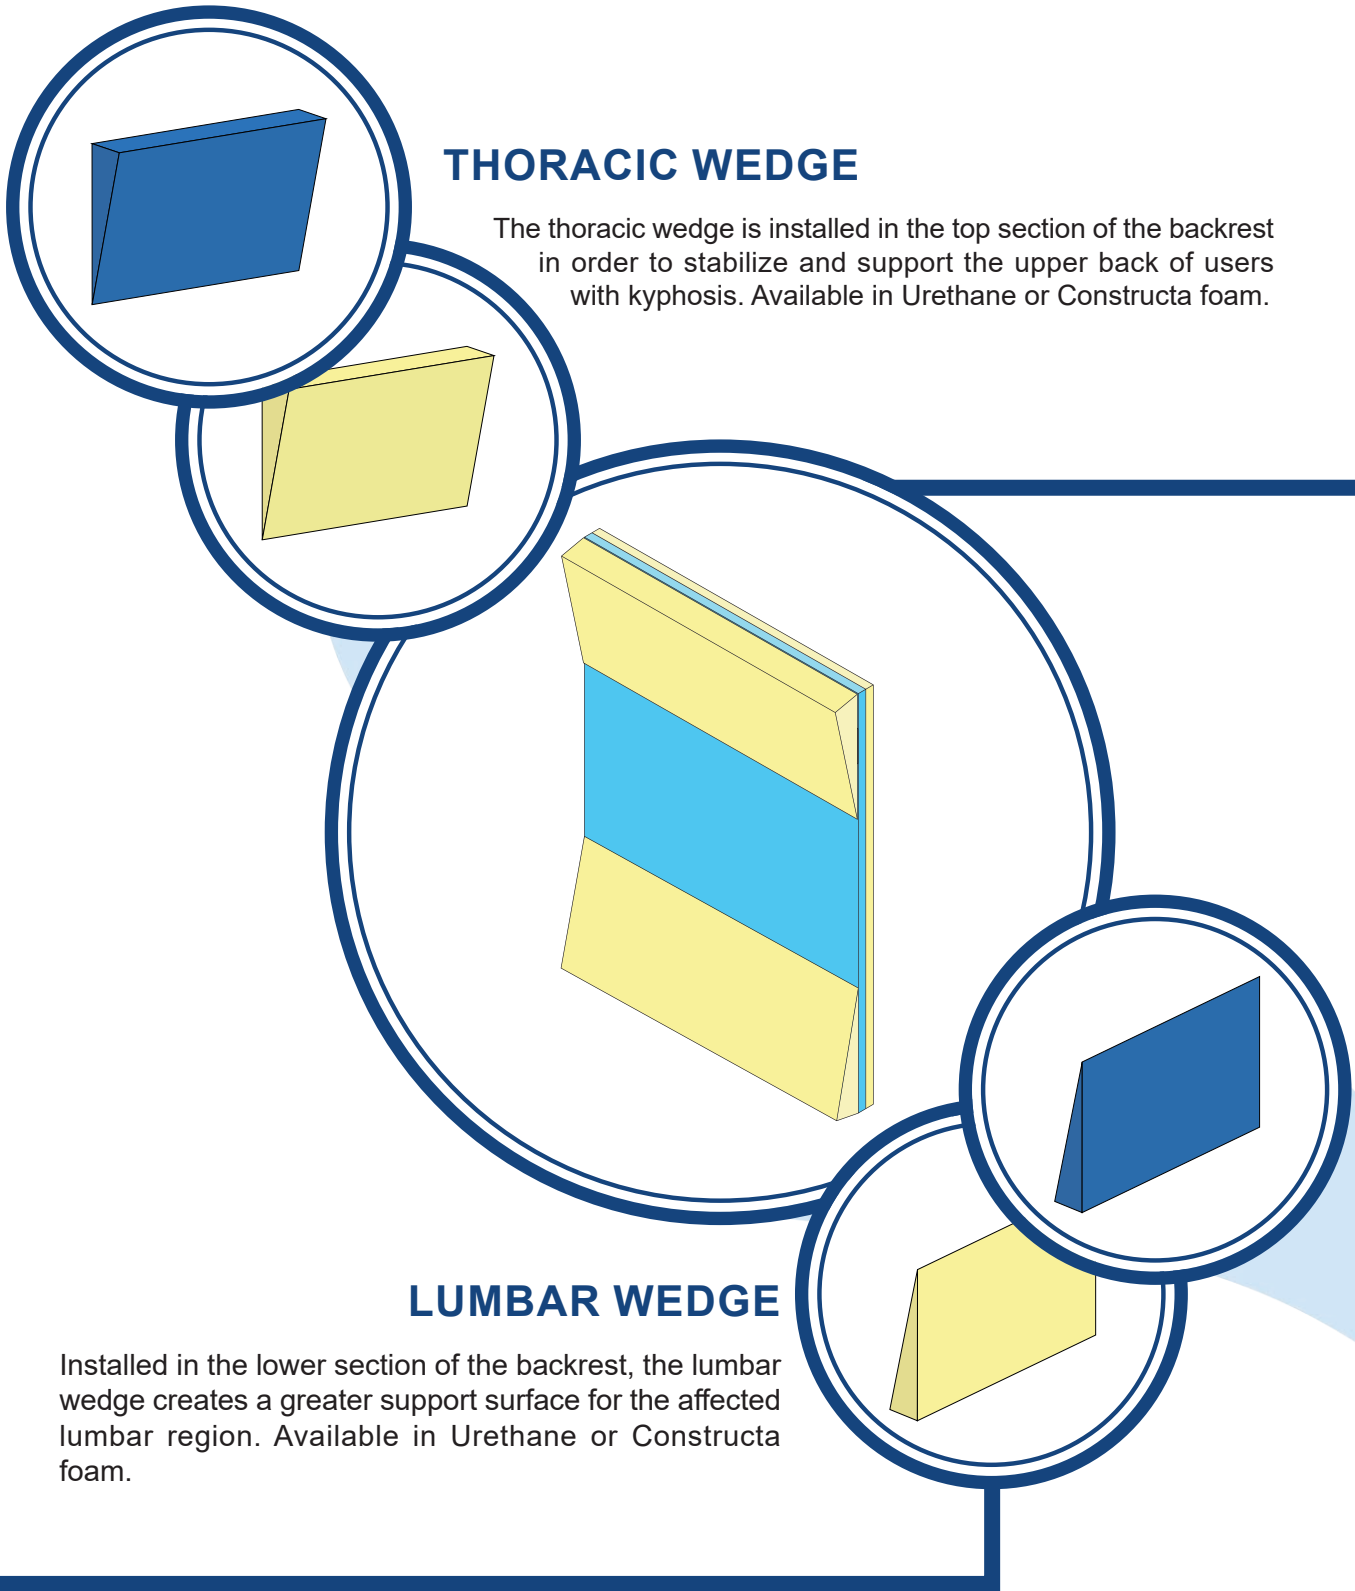 THORACIC WEDGE
The thoracic wedge is installed in the top section of the backrest
in order to stabilize and support the upper back of users
with kyphosis. Available in Urethane or Constructa foam.
LUMBAR WEDGE
Installed in the lower section of the backrest, the lumbar
wedge creates a greater support surface for the affected
lumbar region. Available in Urethane or Constructa
foam.